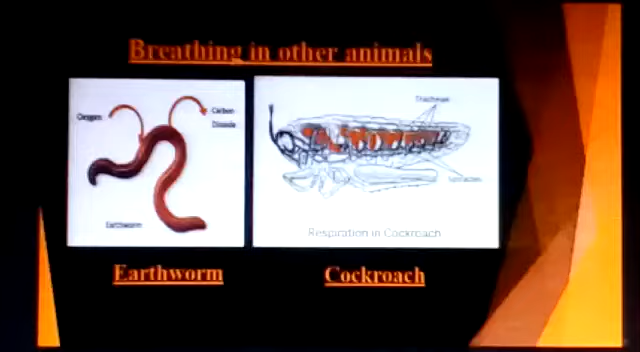 Breathing in other animals
Oxygen
Carbon
Dioxide
Earthworm
Tracheae
Spiracles
Respiration in Cockroach
Earthworm
Cockroach